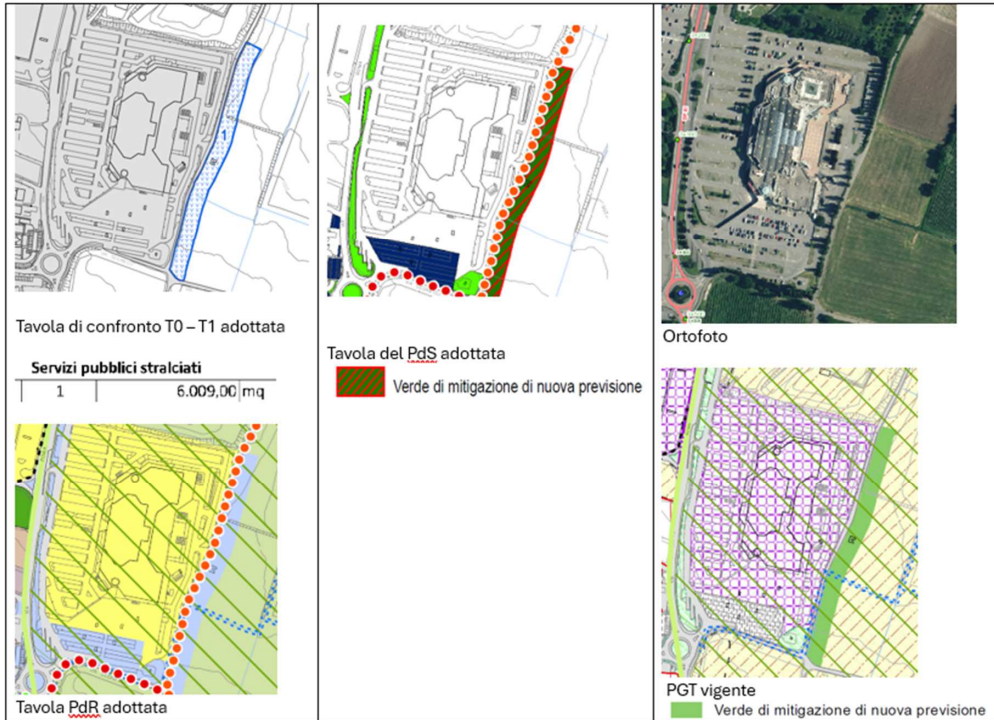 1
Tavola di confronto T0 – T1 adottata
Servizi pubblici stralciati
1 6.009,00 mq
Tavola PdR adottata
Tavola del PdS adottata
Verde di mitigazione di nuova previsione
Ortofoto
PGT vigente
Verde di mitigazione di nuova previsione